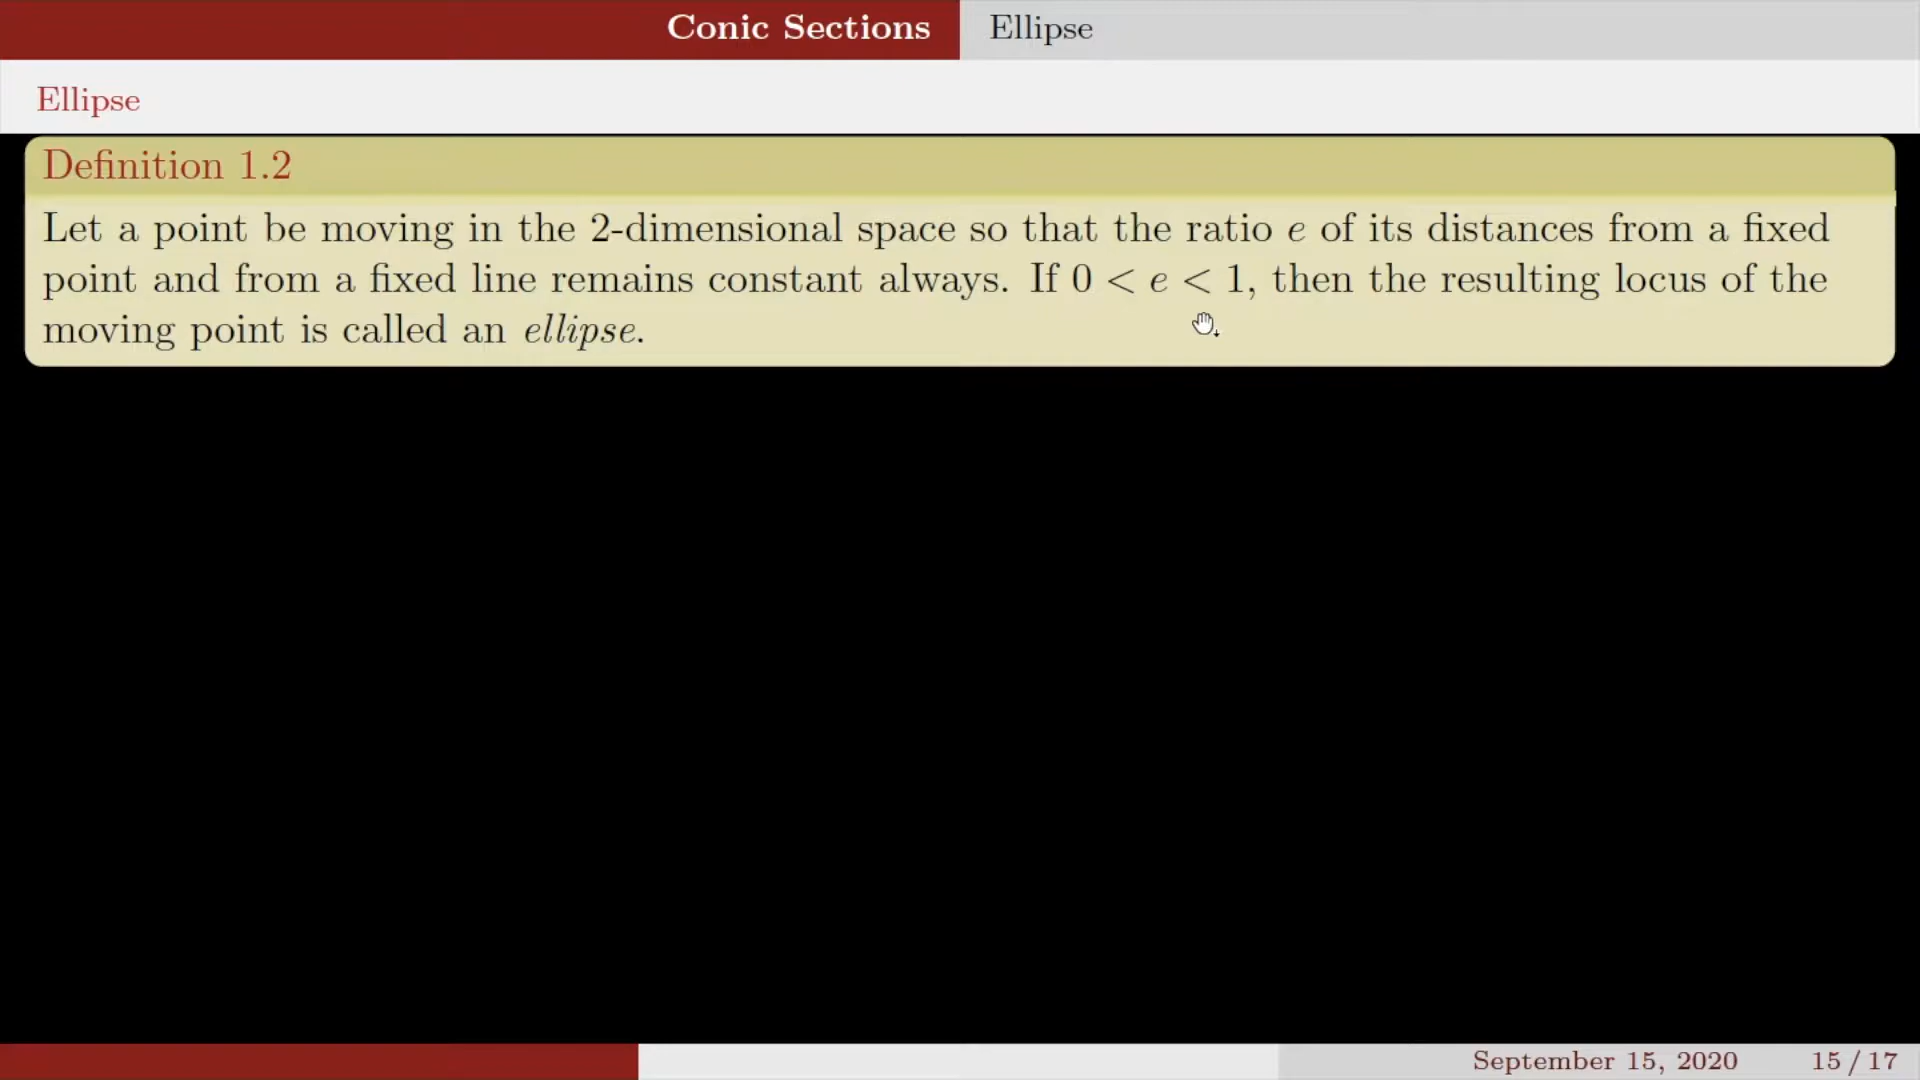 Conic Sections
Ellipse
Ellipse
Definition 1.2
Let a point be moving in the 2-dimensional space so that the ratio e of its distances from a fixed
point and from a fixed line remains constant always. If 0 < e < 1, then the resulting locus of the
moving point is called an ellipse.
September 15, 2020
15 / 17